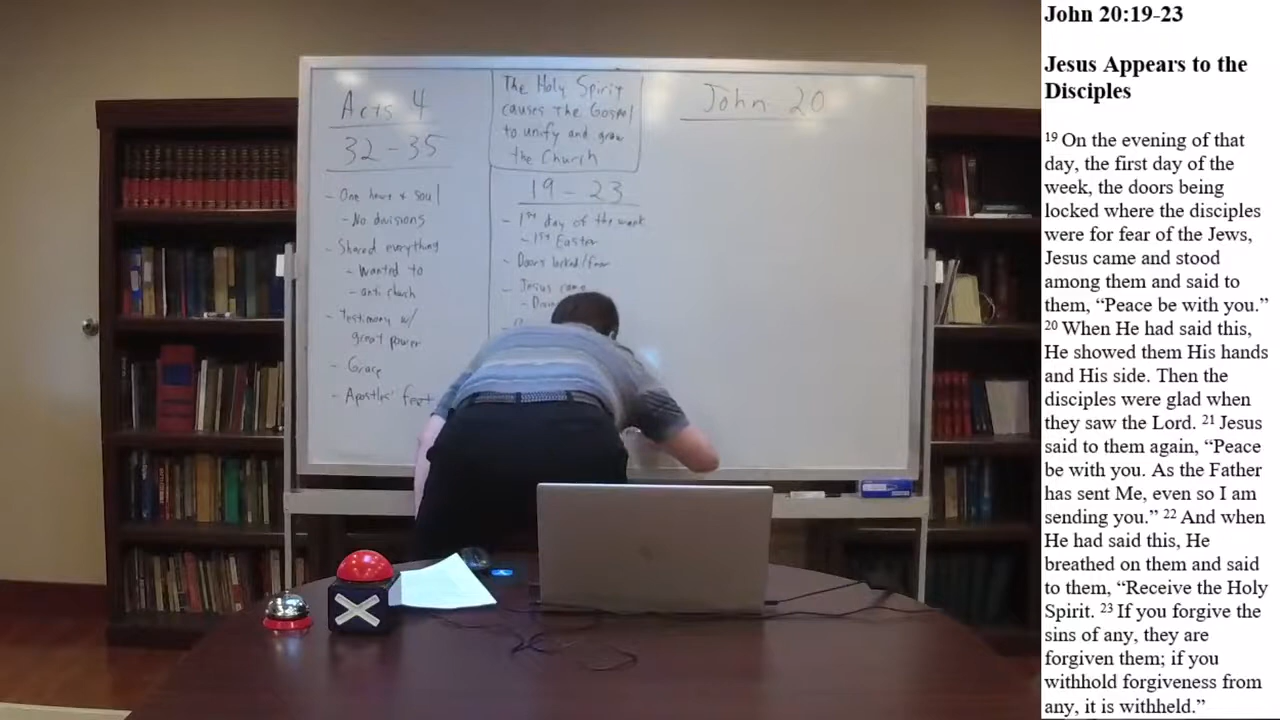 Acts 4
32 - 35
- One heart & soul
- No divisions
- Shared everything
- Wanted to
- anti church
- Testimony w/
great power
- Grace
- Apostles' feet
The Holy Spirit
causes The Gospel
to unify and grow
the Church
19 - 23
- 1st day of the week
- 1st Easter
- Doors locked/fear
- Jesus came
John 20
John 20:19-23
Jesus Appears to the
Disciples
19 On the evening of that
day, the first day of the
week, the doors being
locked where the disciples
were for fear of the Jews,
Jesus came and stood
among them and said to
them, “Peace be with you.”
20 When He had said this,
He showed them His hands
and His side. Then the
disciples were glad when
they saw the Lord. 21 Jesus
said to them again, “Peace
be with you. As the Father
has sent Me, even so I am
sending you.” 22 And when
He had said this, He
breathed on them and said
to them, “Receive the Holy
Spirit. 23 If you forgive the
sins of any, they are
forgiven them; if you
withhold forgiveness from
any, it is withheld.”